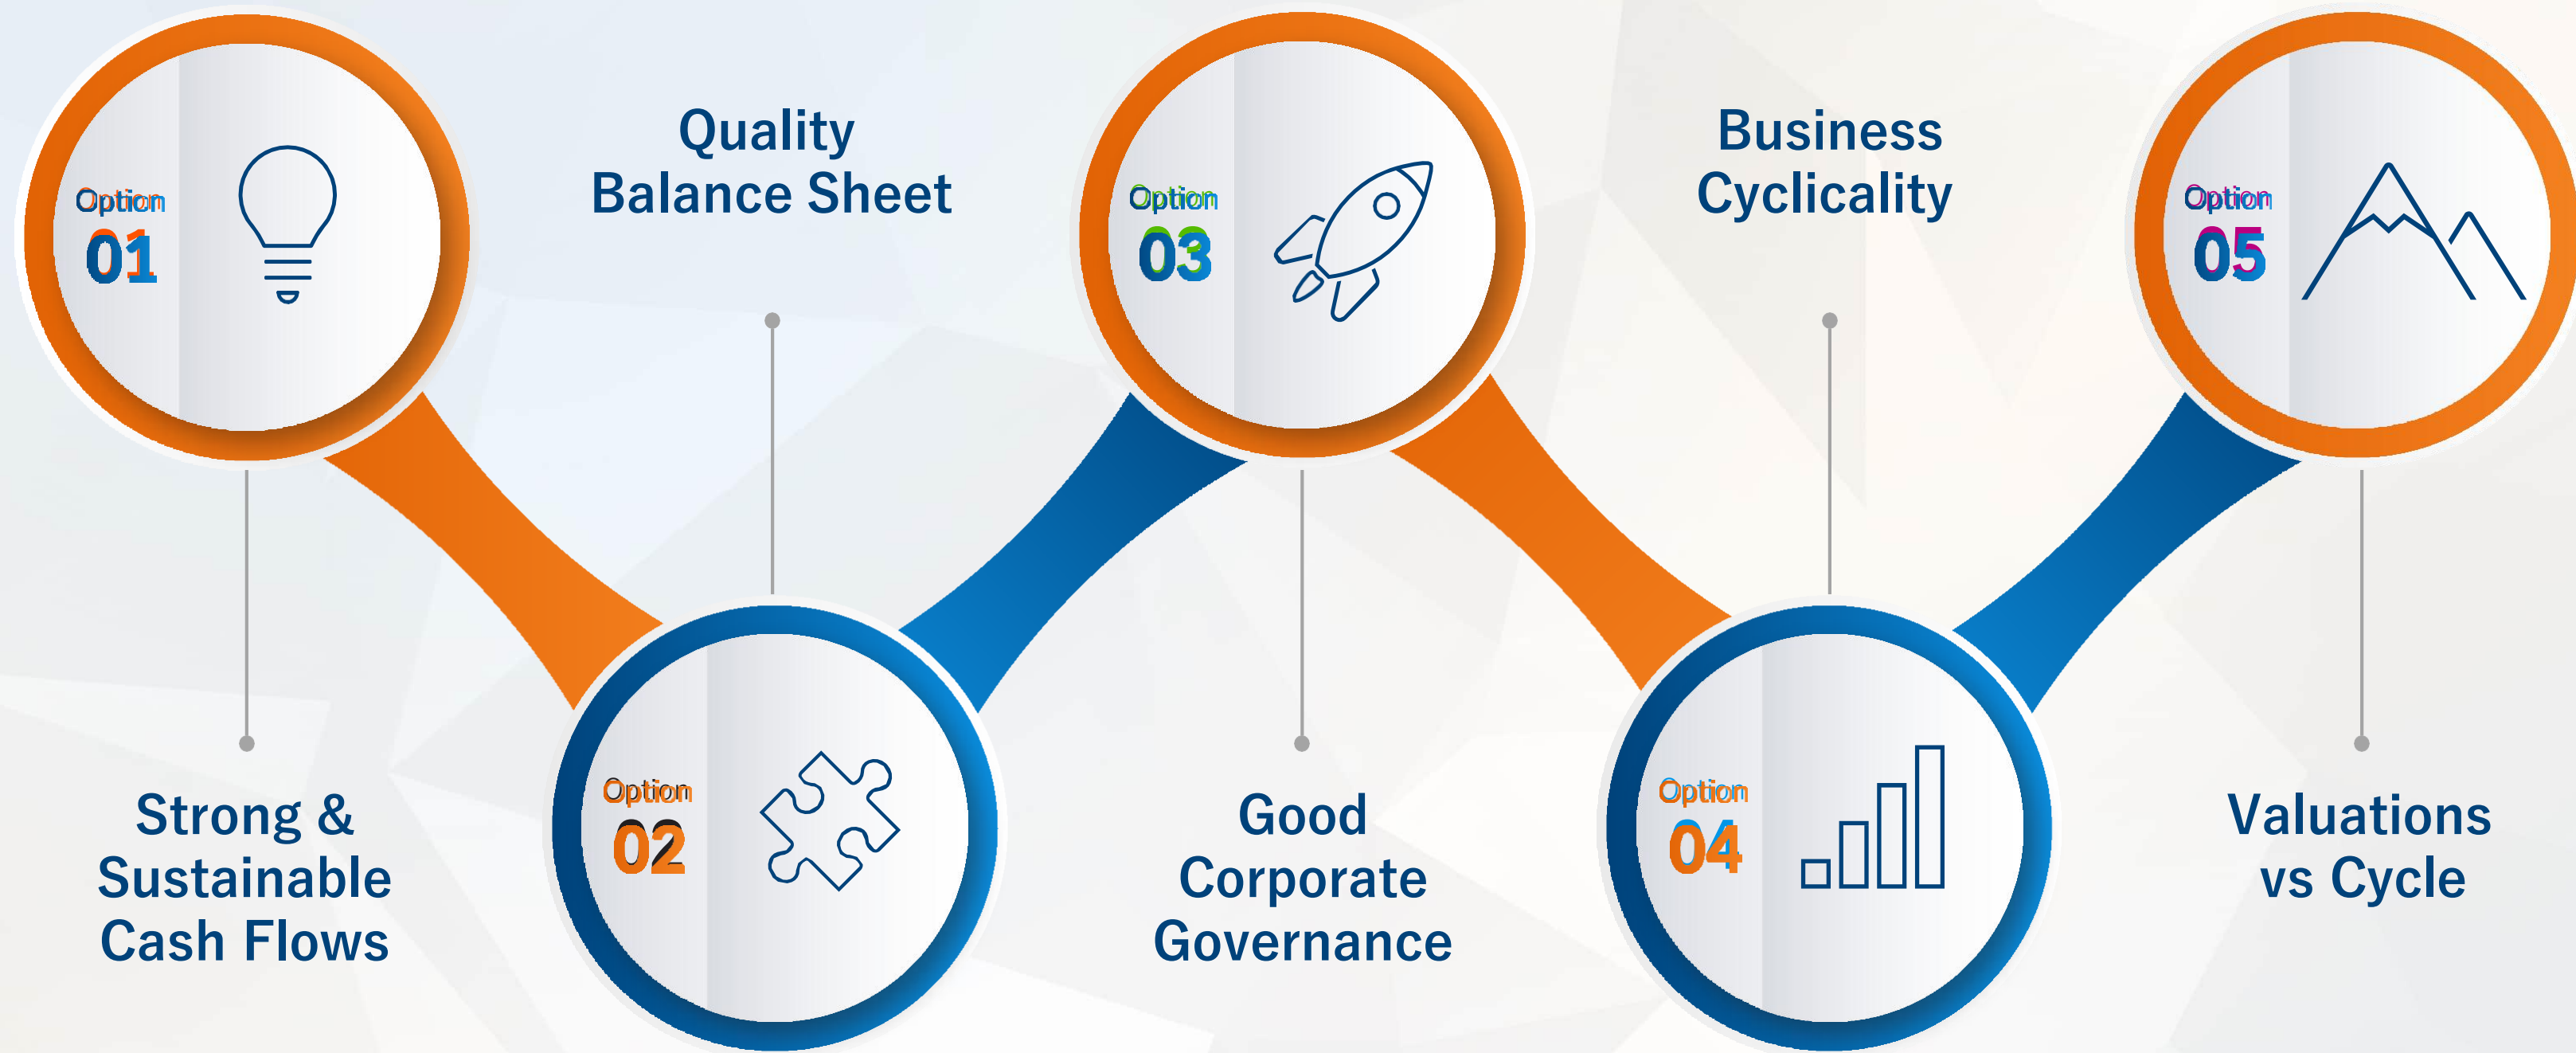 Option
01
Strong &
Sustainable
Cash Flows
Quality
Balance Sheet
Option
02
Option
03
Good
Corporate
Governance
Business
Cyclicality
Option
04
Option
05
Valuations
vs Cycle